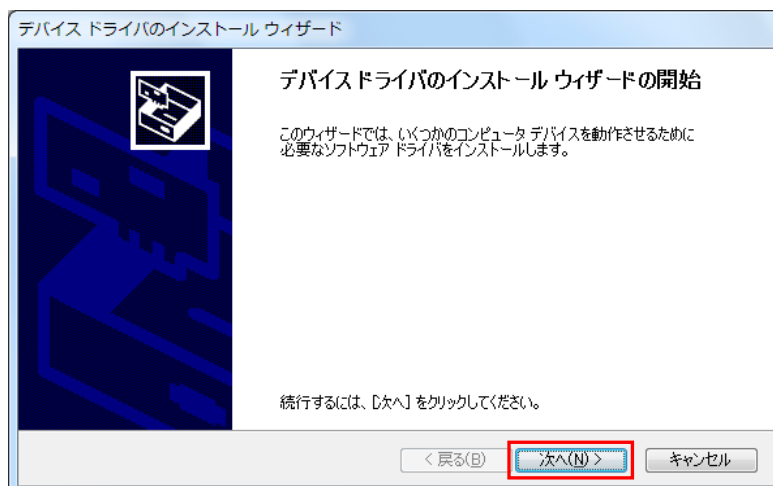 デバイス ドライバのインストール ウィザード
デバイス ドライバのインストール ウィザードの開始
このウィザードでは、いくつかのコンピュータ デバイスを動作させるために
必要なソフトウェア ドライバをインストールします。
続行するには、[次へ] をクリックしてください。
< 戻る(B)
次へ(N) >
キャンセル